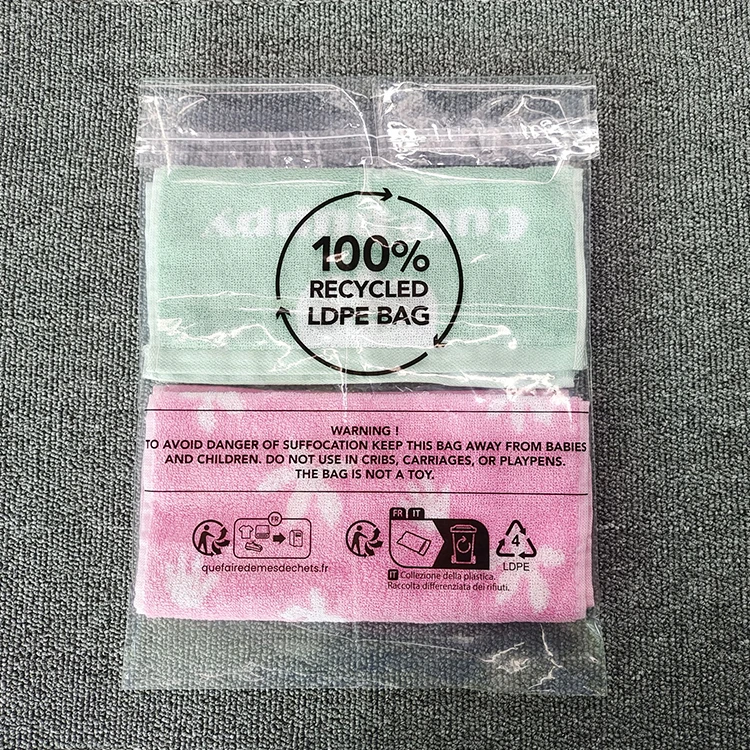 100%
RECYCLED
LDPE BAG
WARNING !
TO AVOID DANGER OF SUFFOCATION KEEP THIS BAG AWAY FROM BABIES
AND CHILDREN. DO NOT USE IN CRIBS, CARRIAGES, OR PLAYPENS.
THE BAG IS NOT A TOY.
FR
FR IT
4
LDPE
quefairedemesdechets.fr
IT Collezione della plastica.
Raccolta differenziata dei rifiuti.